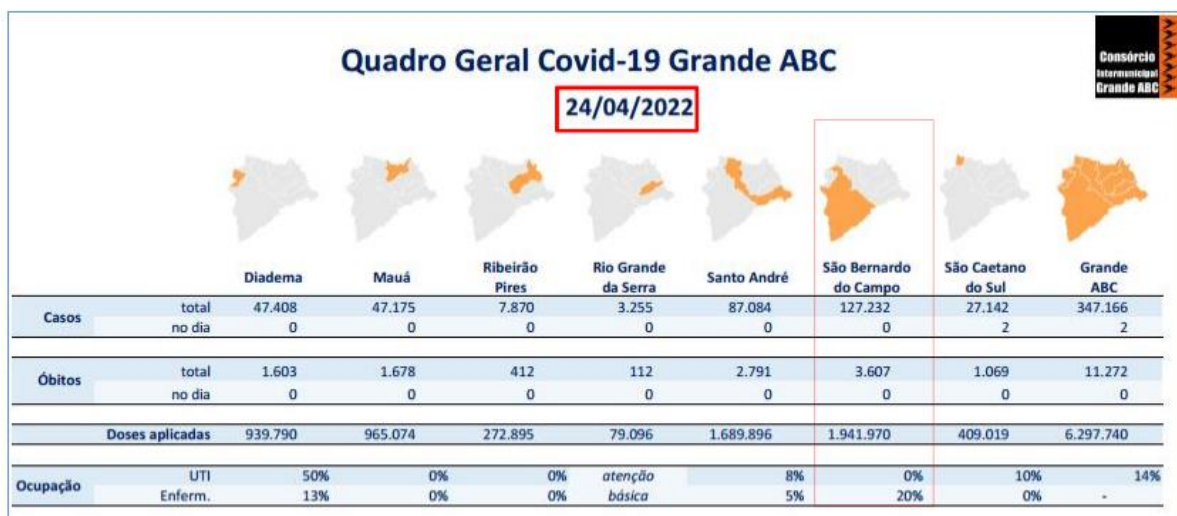 Quadro Geral Covid-19 Grande ABC
Consórcio
Intermunicipal
Grande ABC
24/04/2022
Diadema Mauá Ribeirão Pires Rio Grande da Serra Santo André São Bernardo do Campo São Caetano do Sul Grande ABC
Casos total 47.408 47.175 7.870 3.255 87.084 127.232 27.142 347.166
no dia 0 0 0 0 0 0 2 2
Óbitos total 1.603 1.678 412 112 2.791 3.607 1.069 11.272
no dia 0 0 0 0 0 0 0 0
Doses aplicadas 939.790 965.074 272.895 79.096 1.689.896 1.941.970 409.019 6.297.740
Ocupação UTI 50% 0% 0% atenção 8% 0% 10% 14%
Enferm. 13% 0% 0% básica 5% 20% 0% -